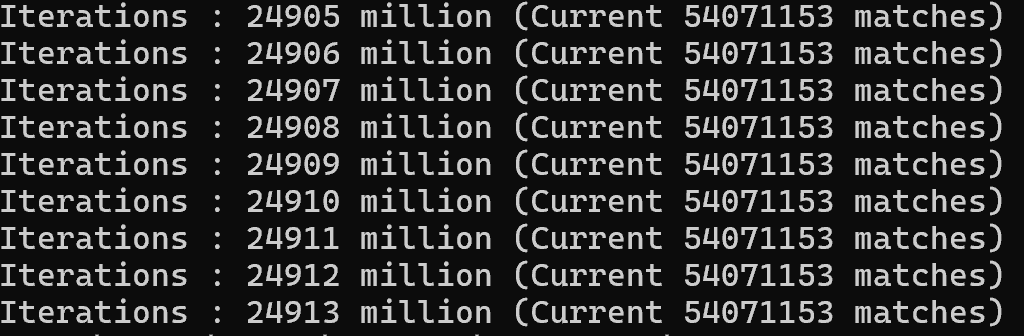 Iterations : 24905 million (Current 54071153 matches)
Iterations : 24906 million (Current 54071153 matches)
Iterations : 24907 million (Current 54071153 matches)
Iterations : 24908 million (Current 54071153 matches)
Iterations : 24909 million (Current 54071153 matches)
Iterations : 24910 million (Current 54071153 matches)
Iterations : 24911 million (Current 54071153 matches)
Iterations : 24912 million (Current 54071153 matches)
Iterations : 24913 million (Current 54071153 matches)